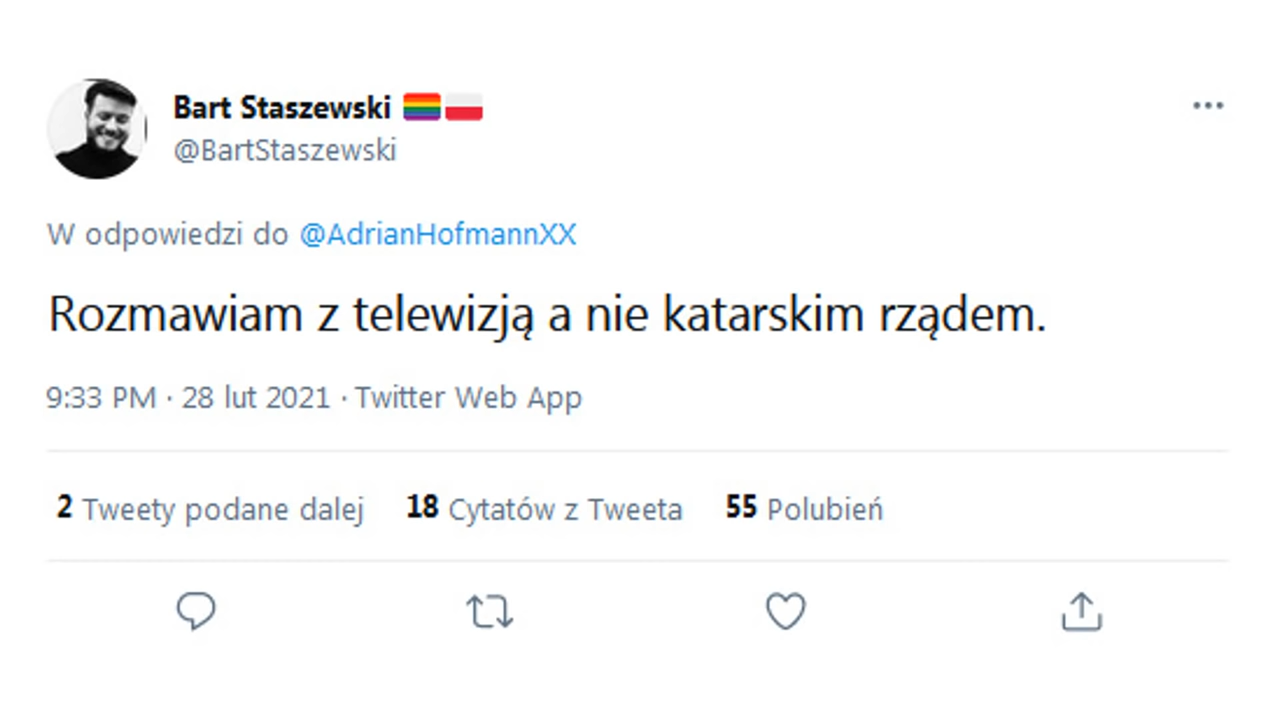 Bart Staszewski 🏳️‍🌈🇵🇱
@BartStaszewski
W odpowiedzi do @AdrianHofmannXX
Rozmawiam z telewizją a nie katarskim rządem.
9:33 PM · 28 lut 2021 · Twitter Web App
2 Tweety podane dalej 18 Cytatów z Tweeta 55 Polubień